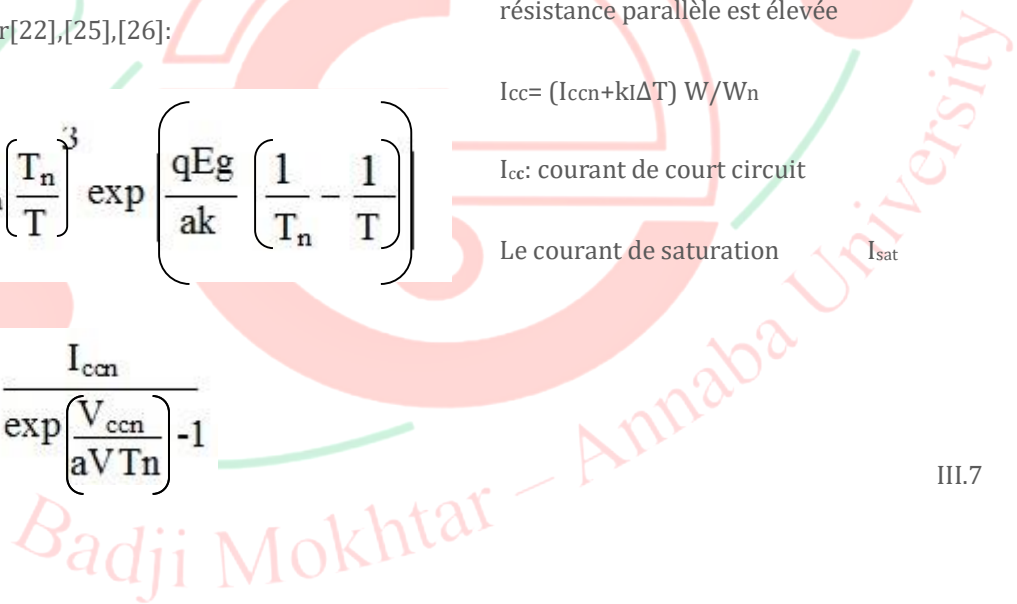 résistance parallèle est élevée
r[22],[25],[26]:
Icc= (Iccn+kIΔT) W/Wn
(Tn/T)^3 exp(qEg/ak (1/Tn − 1/T))
Icc: courant de court circuit
Le courant de saturation Isat
Iccn/(exp(Vccn/aVTn)-1)
III.7
Badji Mokhtar – Annaba University